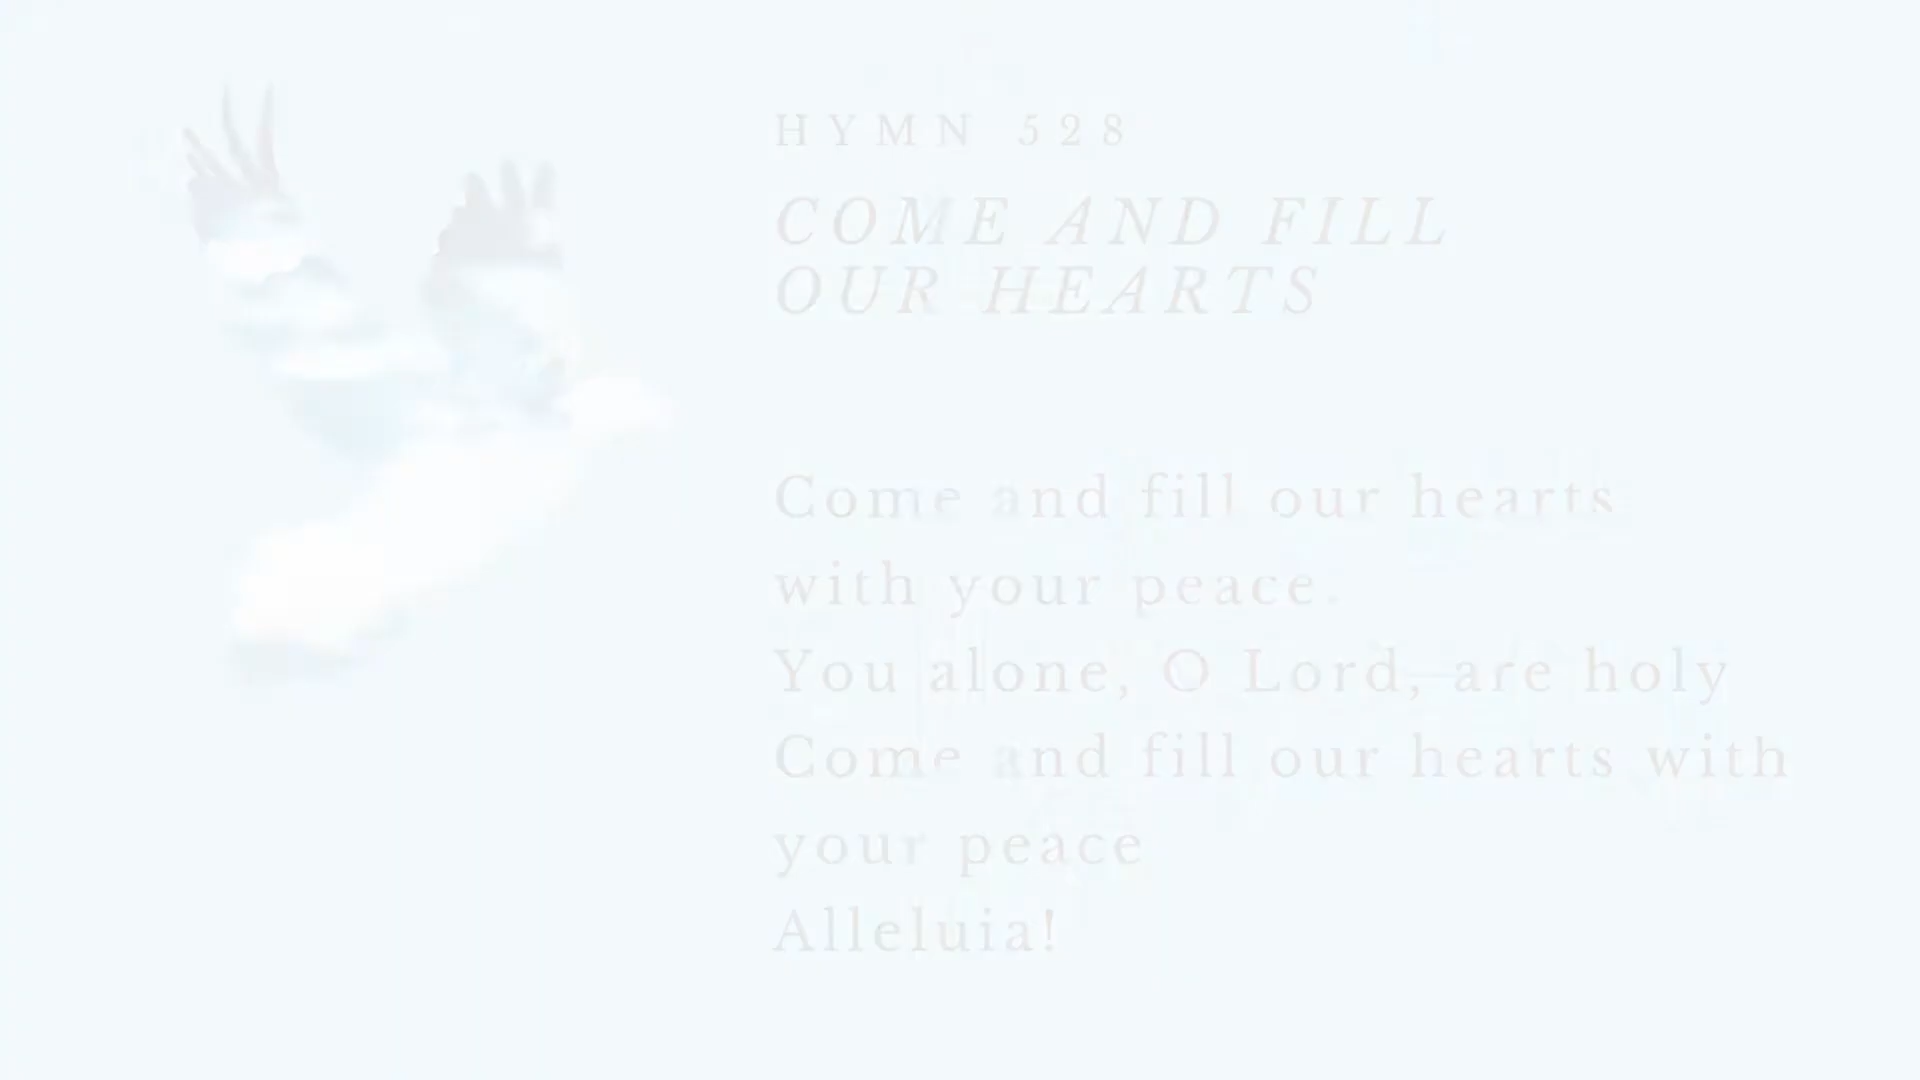 HYMN 528
COME AND FILL
OUR HEARTS
Come and fill our hearts
with your peace.
You alone, O Lord, are holy
Come and fill our hearts with
your peace
Alleluia!